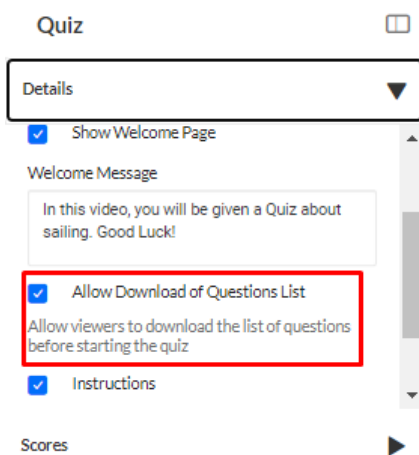 Quiz
Details
Show Welcome Page
Welcome Message
In this video, you will be given a Quiz about
sailing. Good Luck!
Allow Download of Questions List
Allow viewers to download the list of questions
before starting the quiz
Instructions
Scores